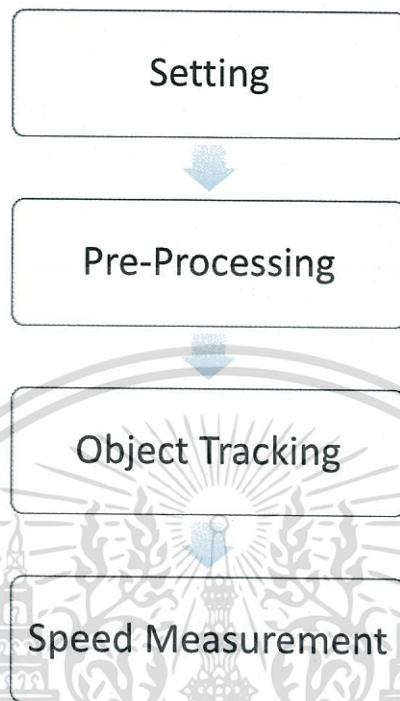 Setting
Pre-Processing
Object Tracking
Speed Measurement